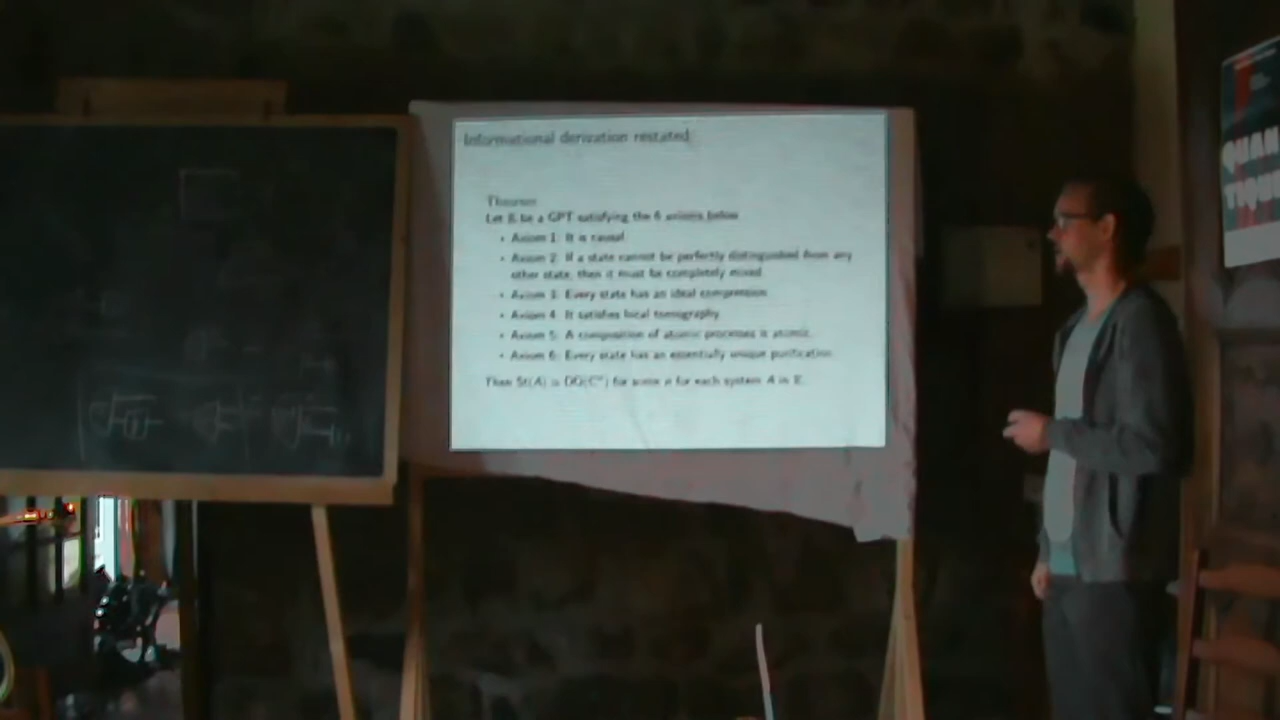 Informational derivation restated
Theorem
Let be a GPT satisfying the 6 axioms below
• Axiom 1: It is causal.
• Axiom 2: If a state cannot be perfectly distinguished from any
other state, then it must be completely mixed.
• Axiom 3: Every state has an ideal compression.
• Axiom 4: It satisfies local tomography.
• Axiom 5: A composition of atomic processes is atomic.
• Axiom 6: Every state has an essentially unique purification.
Then St(A) is for some n for each system A in
QUAN
TIQU